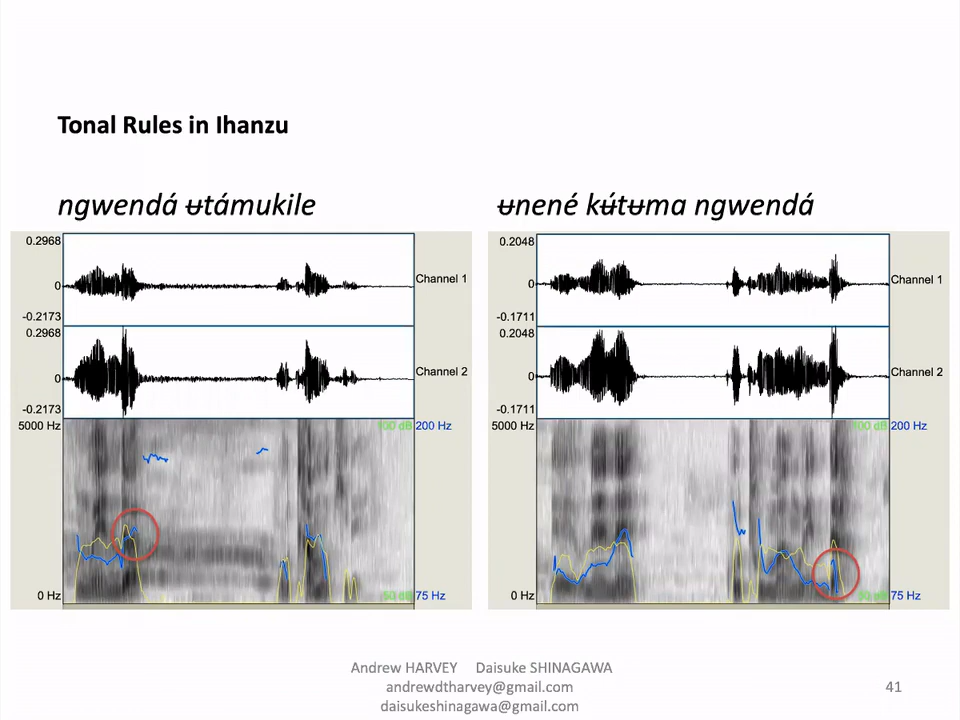 Tonal Rules in Ihanzu
ngwendá ʉtámukile
ʉnené kʉ́tʉma ngwendá
0.2968
0
-0.2173
0.2968
0
-0.2173
5000 Hz
0 Hz
Channel 1
Channel 2
100 dB 200 Hz
50 dB 75 Hz
0.2048
0
-0.1711
0.2048
0
-0.1711
5000 Hz
0 Hz
Channel 1
Channel 2
100 dB 200 Hz
50 dB 75 Hz
Andrew HARVEY Daisuke SHINAGAWA
andrewdtharvey@gmail.com
daisukeshinagawa@gmail.com
41